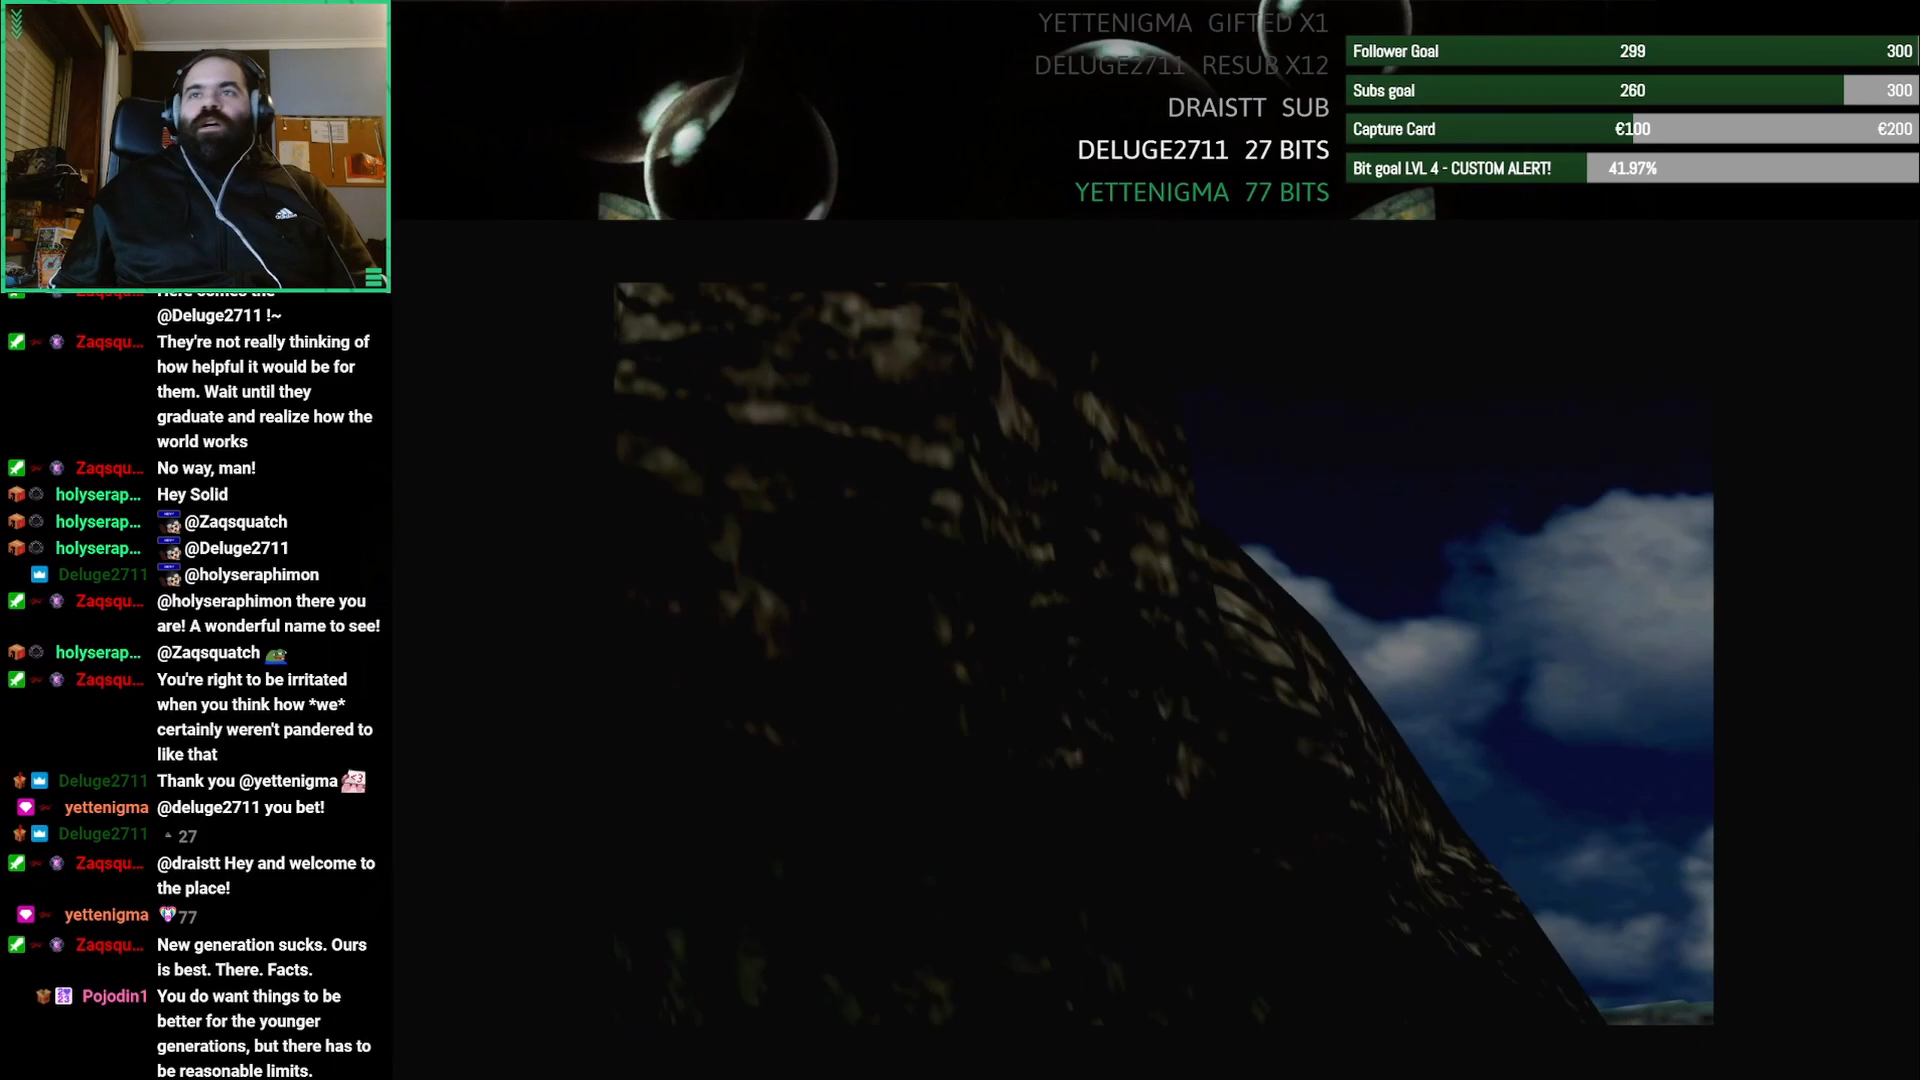 YETTENIGMA GIFTED X1
DELUGE2711 RESUB X12
DRAISTT SUB
DELUGE2711 27 BITS
YETTENIGMA 77 BITS
Follower Goal 299 300
Subs goal 260 300
Capture Card €100 €200
Bit goal LVL 4 - CUSTOM ALERT! 41.97%
adidas
Zaqsqu... Here comes the
@Deluge2711 !~
Zaqsqu... They're not really thinking of
how helpful it would be for
them. Wait until they
graduate and realize how the
world works
Zaqsqu... No way, man!
holyserap... Hey Solid
holyserap... @Zaqsquatch
holyserap... @Deluge2711
Deluge2711 @holyseraphimon
Zaqsqu... @holyseraphimon there you
are! A wonderful name to see!
holyserap... @Zaqsquatch
Zaqsqu... You're right to be irritated
when you think how *we*
certainly weren't pandered to
like that
Deluge2711 Thank you @yettenigma
yettenigma @deluge2711 you bet!
Deluge2711 27
Zaqsqu... @draistt Hey and welcome to
the place!
yettenigma 77
Zaqsqu... New generation sucks. Ours
is best. There. Facts.
Pojodin1 You do want things to be
better for the younger
generations, but there has to
be reasonable limits.